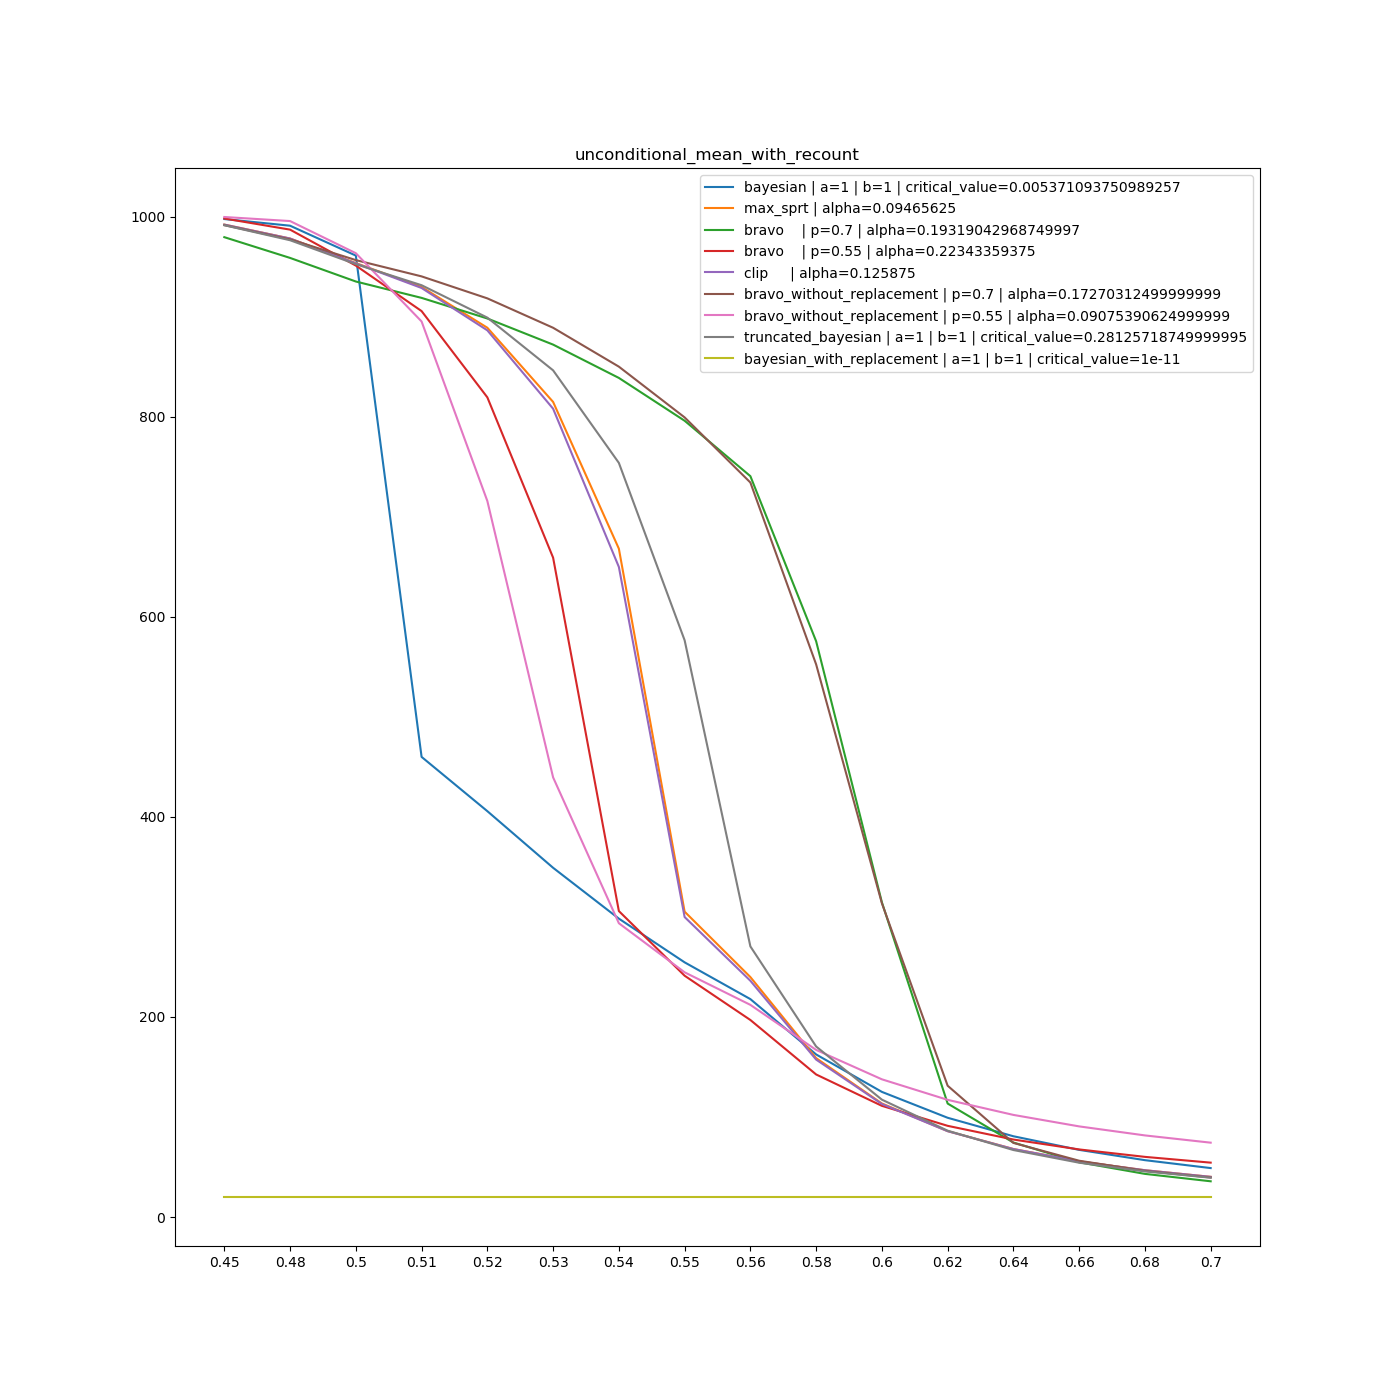 unconditional_mean_with_recount
bayesian | a=1 | b=1 | critical_value=0.005371093750989257
max_sprt | alpha=0.09465625
bravo    | p=0.7 | alpha=0.19319042968749997
bravo    | p=0.55 | alpha=0.22343359375
clip     | alpha=0.125875
bravo_without_replacement | p=0.7 | alpha=0.17270312499999999
bravo_without_replacement | p=0.55 | alpha=0.09075390624999999
truncated_bayesian | a=1 | b=1 | critical_value=0.28125718749999995
bayesian_with_replacement | a=1 | b=1 | critical_value=1e-11
1000
800
600
400
200
0
0.45 0.48 0.5 0.51 0.52 0.53 0.54 0.55 0.56 0.58 0.6 0.62 0.64 0.66 0.68 0.7